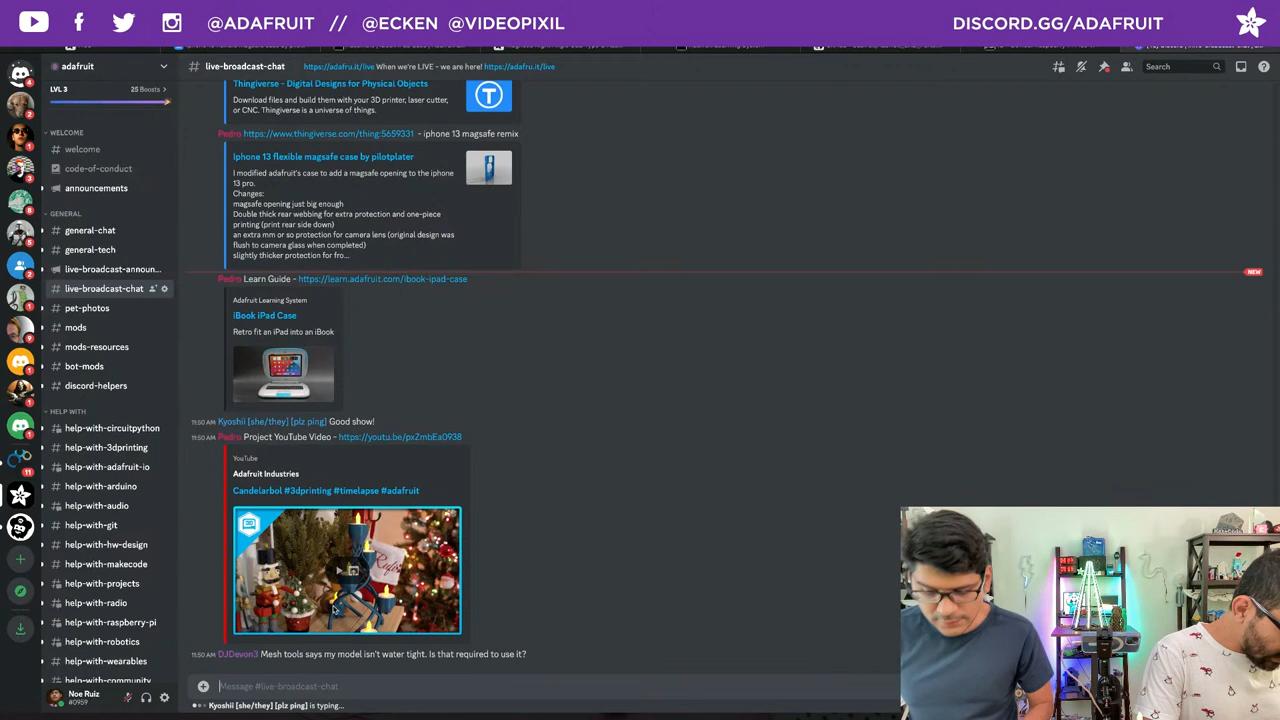 @ADAFRUIT // @ECKEN @VIDEOPIXIL
DISCORD.GG/ADAFRUIT
adafruit
# live-broadcast-chat
https://adafru.it/live When we're LIVE - we are here! https://adafru.it/live
Search
LVL 3
25 Boosts >
WELCOME
welcome
code-of-conduct
announcements
GENERAL
general-chat
general-tech
live-broadcast-announ...
live-broadcast-chat
pet-photos
mods
mods-resources
bot-mods
discord-helpers
HELP WITH
help-with-circuitpython
help-with-3dprinting
help-with-adafruit-io
help-with-arduino
help-with-audio
help-with-git
help-with-hw-design
help-with-makecode
help-with-projects
help-with-radio
help-with-raspberry-pi
help-with-robotics
help-with-wearables
help-with-community
Noe Ruiz
#0959
Thingiverse - Digital Designs for Physical Objects
Download files and build them with your 3D printer, laser cutter,
or CNC. Thingiverse is a universe of things.
Pedro https://www.thingiverse.com/thing:5659331 - iphone 13 magsafe remix
Iphone 13 flexible magsafe case by pilotplater
I modified adafruit's case to add a magsafe opening to the iphone
13 pro.
Changes:
magsafe opening just big enough
Double thick rear webbing for extra protection and one-piece
printing (print rear side down)
an extra mm or so protection for camera lens (original design was
flush to camera glass when completed)
slightly thicker protection for fro...
NEW
Pedro Learn Guide - https://learn.adafruit.com/ibook-ipad-case
Adafruit Learning System
iBook iPad Case
Retro fit an iPad into an iBook
11:50 AM Kyoshii [she/they] [plz ping] Good show!
11:50 AM Pedro Project YouTube Video - https://youtu.be/pxZmbEa0938
YouTube
Adafruit Industries
Candelarbol #3dprinting #timelapse #adafruit
11:50 AM DJDevon3 Mesh tools says my model isn't water tight. Is that required to use it?
Message #live-broadcast-chat
Kyoshii [she/they] [plz ping] is typing...